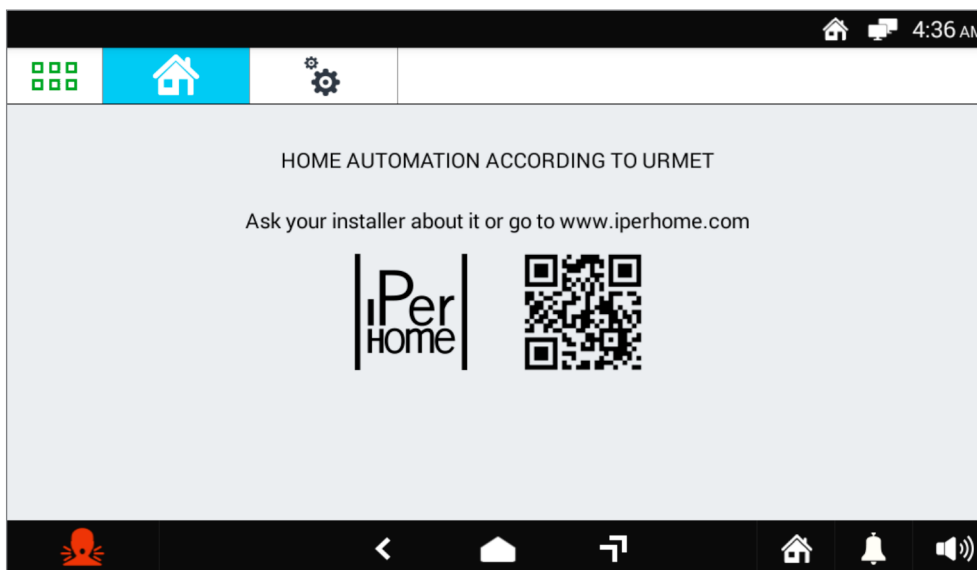 4:36 AM
HOME AUTOMATION ACCORDING TO URMET
Ask your installer about it or go to www.iperhome.com
iPer
HOME